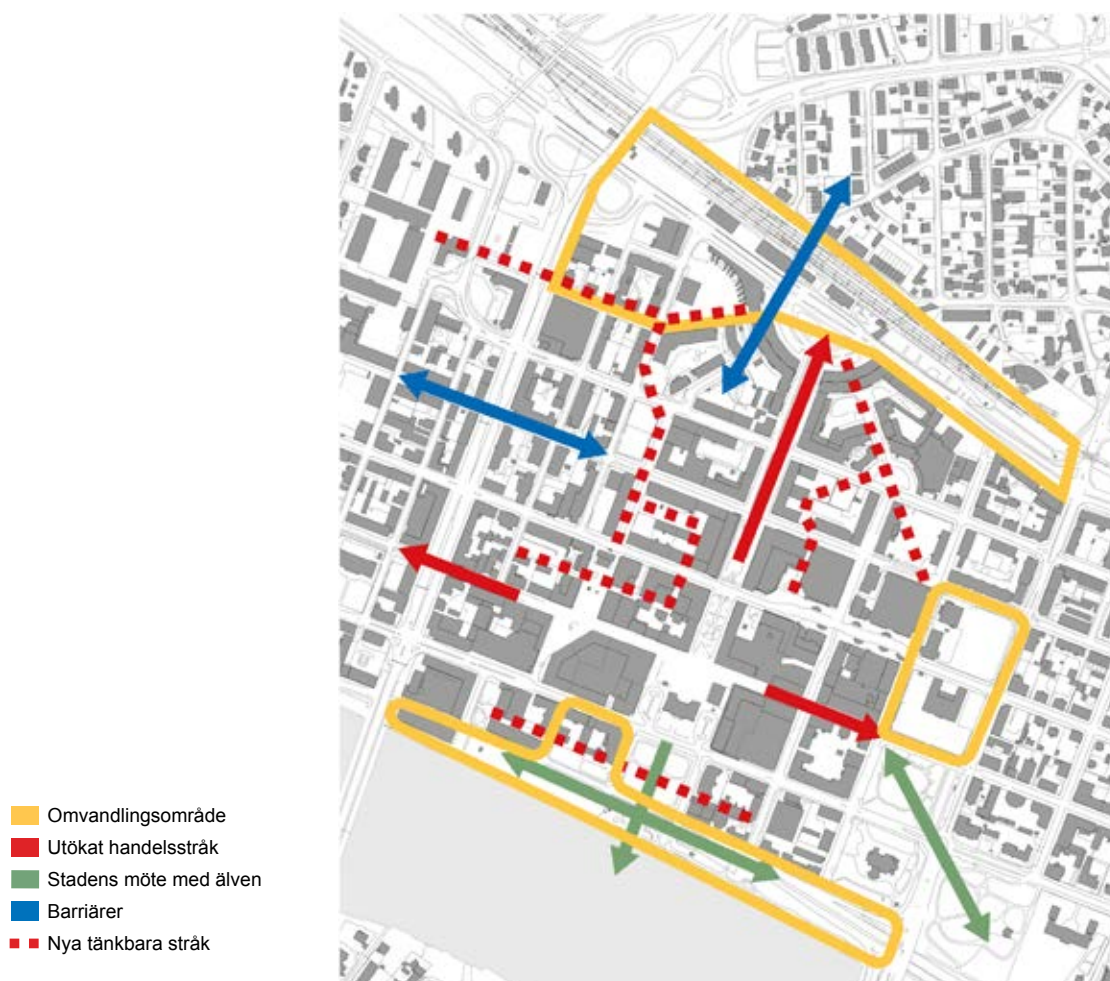 Omvandlingsområde
Utökat handelsstråk
Stadens möte med älven
Barriärer
Nya tänkbara stråk